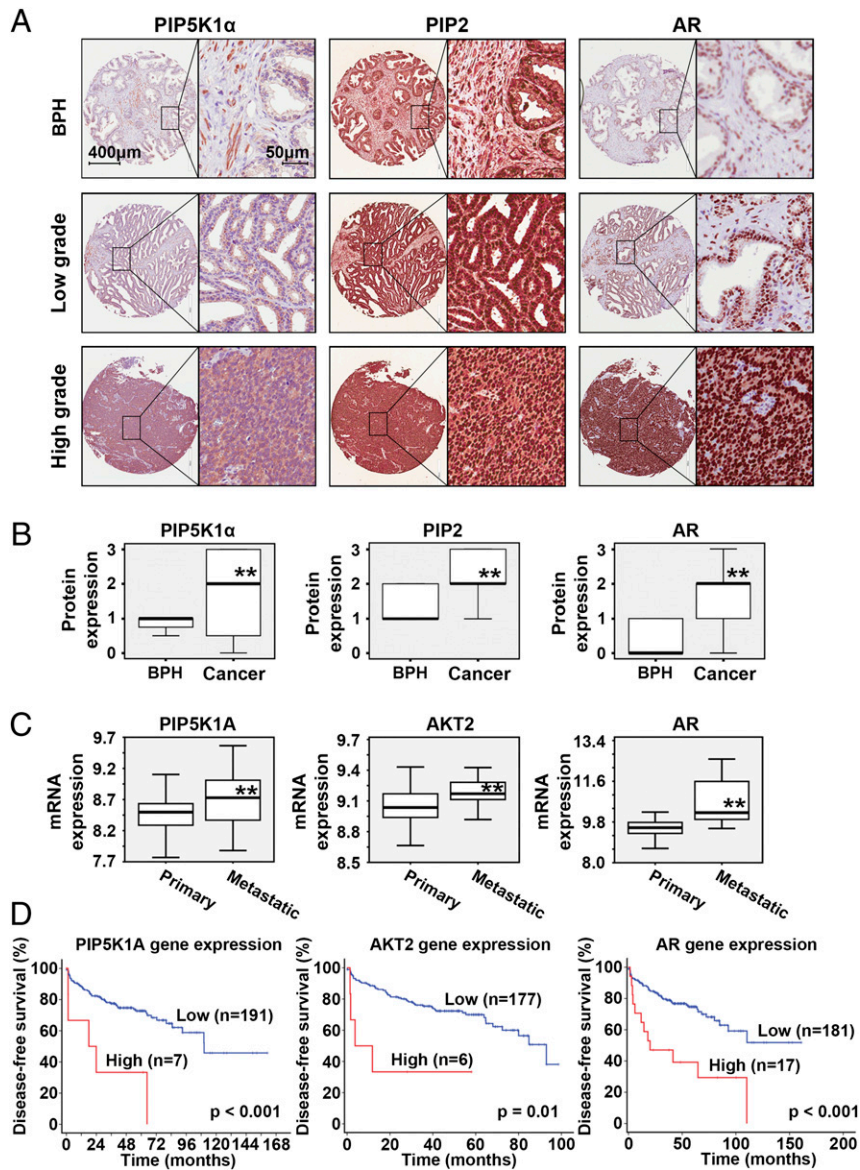 A
PIP5K1α PIP2 AR
BPH
400µm 50µm
Low grade
High grade
B
PIP5K1α PIP2 AR
Protein expression
3
2
1
0
BPH Cancer
Protein expression
3
2
1
0
BPH Cancer
Protein expression
3
2
1
0
BPH Cancer
** ** **
C
PIP5K1A AKT2 AR
mRNA expression
9.7
9.2
8.7
8.2
7.7
Primary Metastatic
**
mRNA expression
9.7
9.4
9.1
8.8
8.5
Primary Metastatic
**
mRNA expression
13.4
11.6
9.8
8.0
Primary Metastatic
**
D
PIP5K1A gene expression
Disease-free survival (%)
100
80
60
40
20
0
Low (n=191)
High (n=7)
p < 0.001
0 24 48 72 96 120 144 168
Time (months)
AKT2 gene expression
Disease-free survival (%)
100
80
60
40
20
0
Low (n=177)
High (n=6)
p = 0.01
0 20 40 60 80 100
Time (months)
AR gene expression
Disease-free survival (%)
100
80
60
40
20
0
Low (n=181)
High (n=17)
p < 0.001
0 50 100 150 200
Time (months)